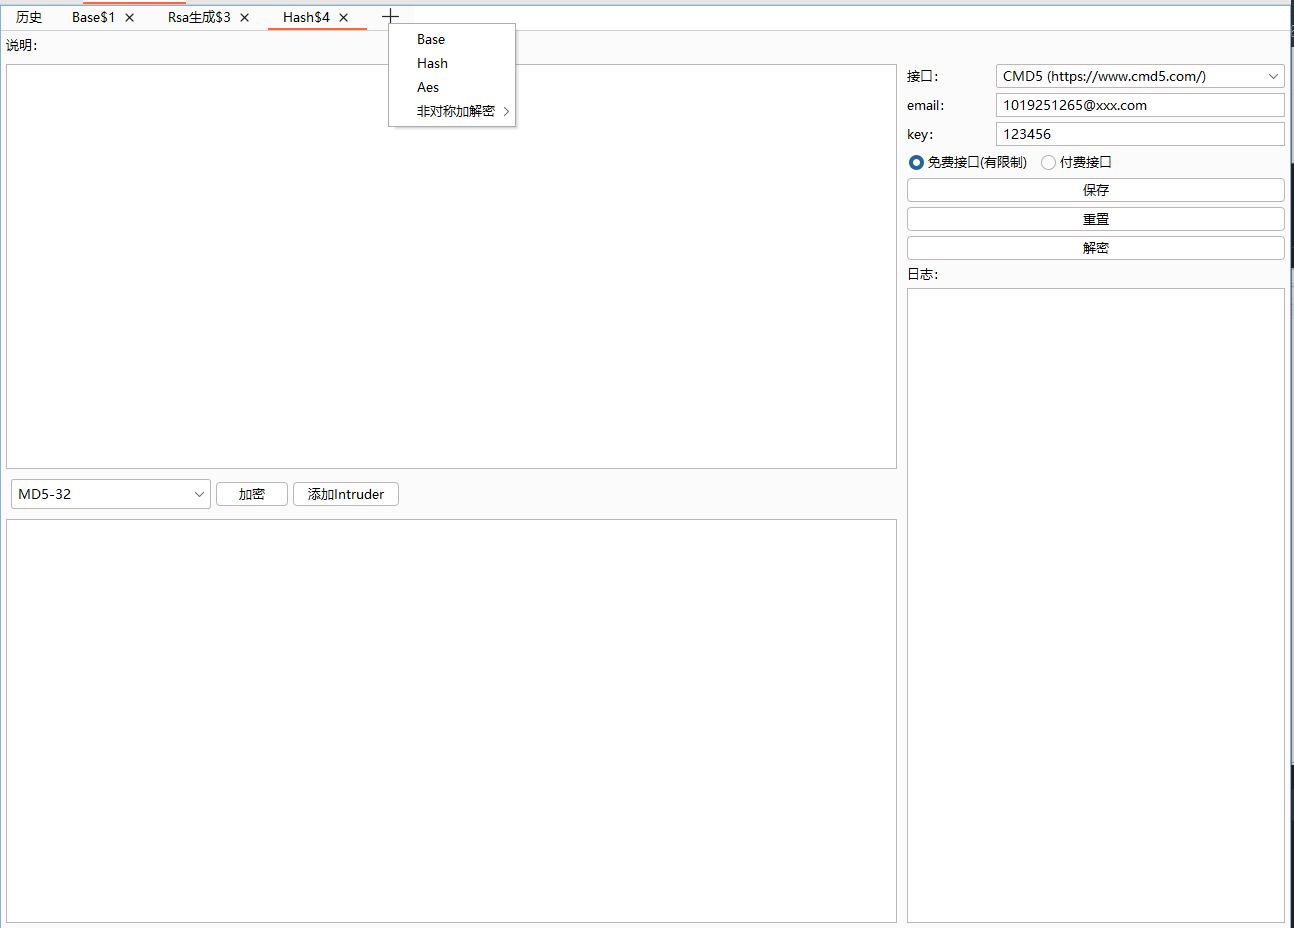 历史 Base$1 Rsa生成$3 Hash$4
Base
Hash
Aes
非对称加解密
说明：
接口： CMD5 (https://www.cmd5.com/)
email： 1019251265@xxx.com
key： 123456
免费接口(有限制) 付费接口
保存
重置
解密
日志：
MD5-32 加密 添加Intruder